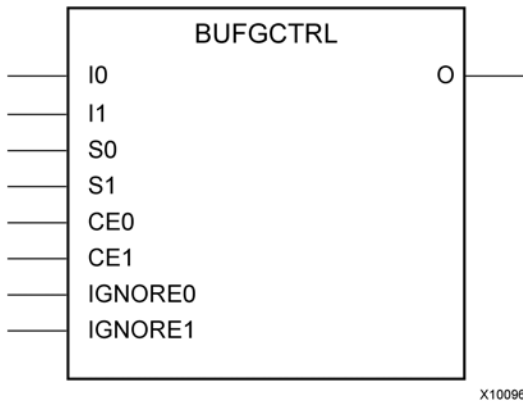 BUFGCTRL
I0 O
I1
S0
S1
CE0
CE1
IGNORE0
IGNORE1
X10096